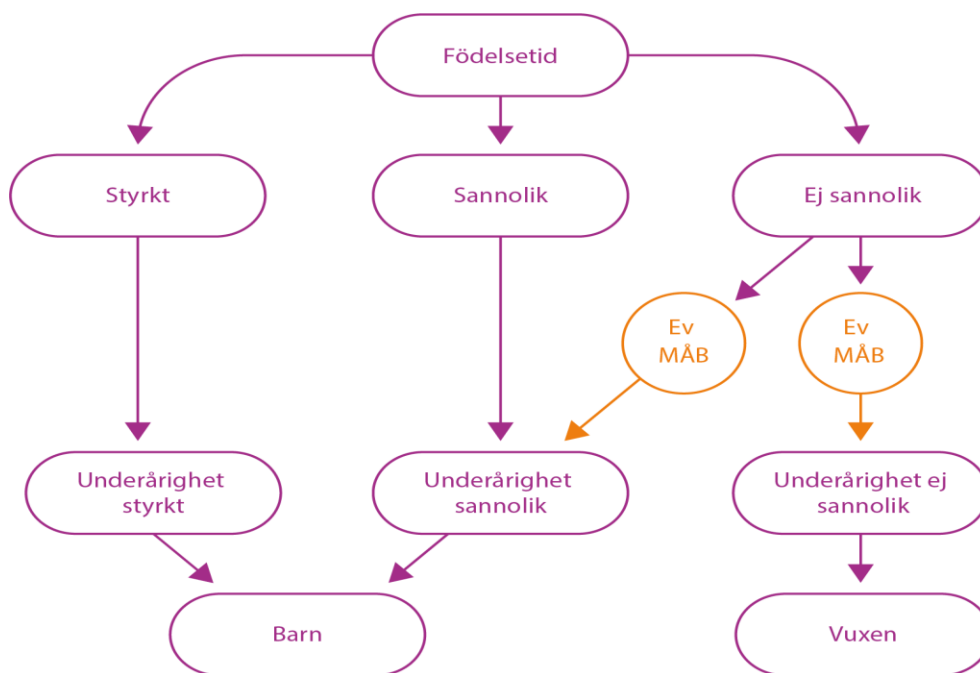 Födelsetid
Styrkt
Sannolik
Ej sannolik
Ev
MÅB
Ev
MÅB
Underårighet
styrkt
Underårighet
sannolik
Underårighet ej
sannolik
Barn
Vuxen